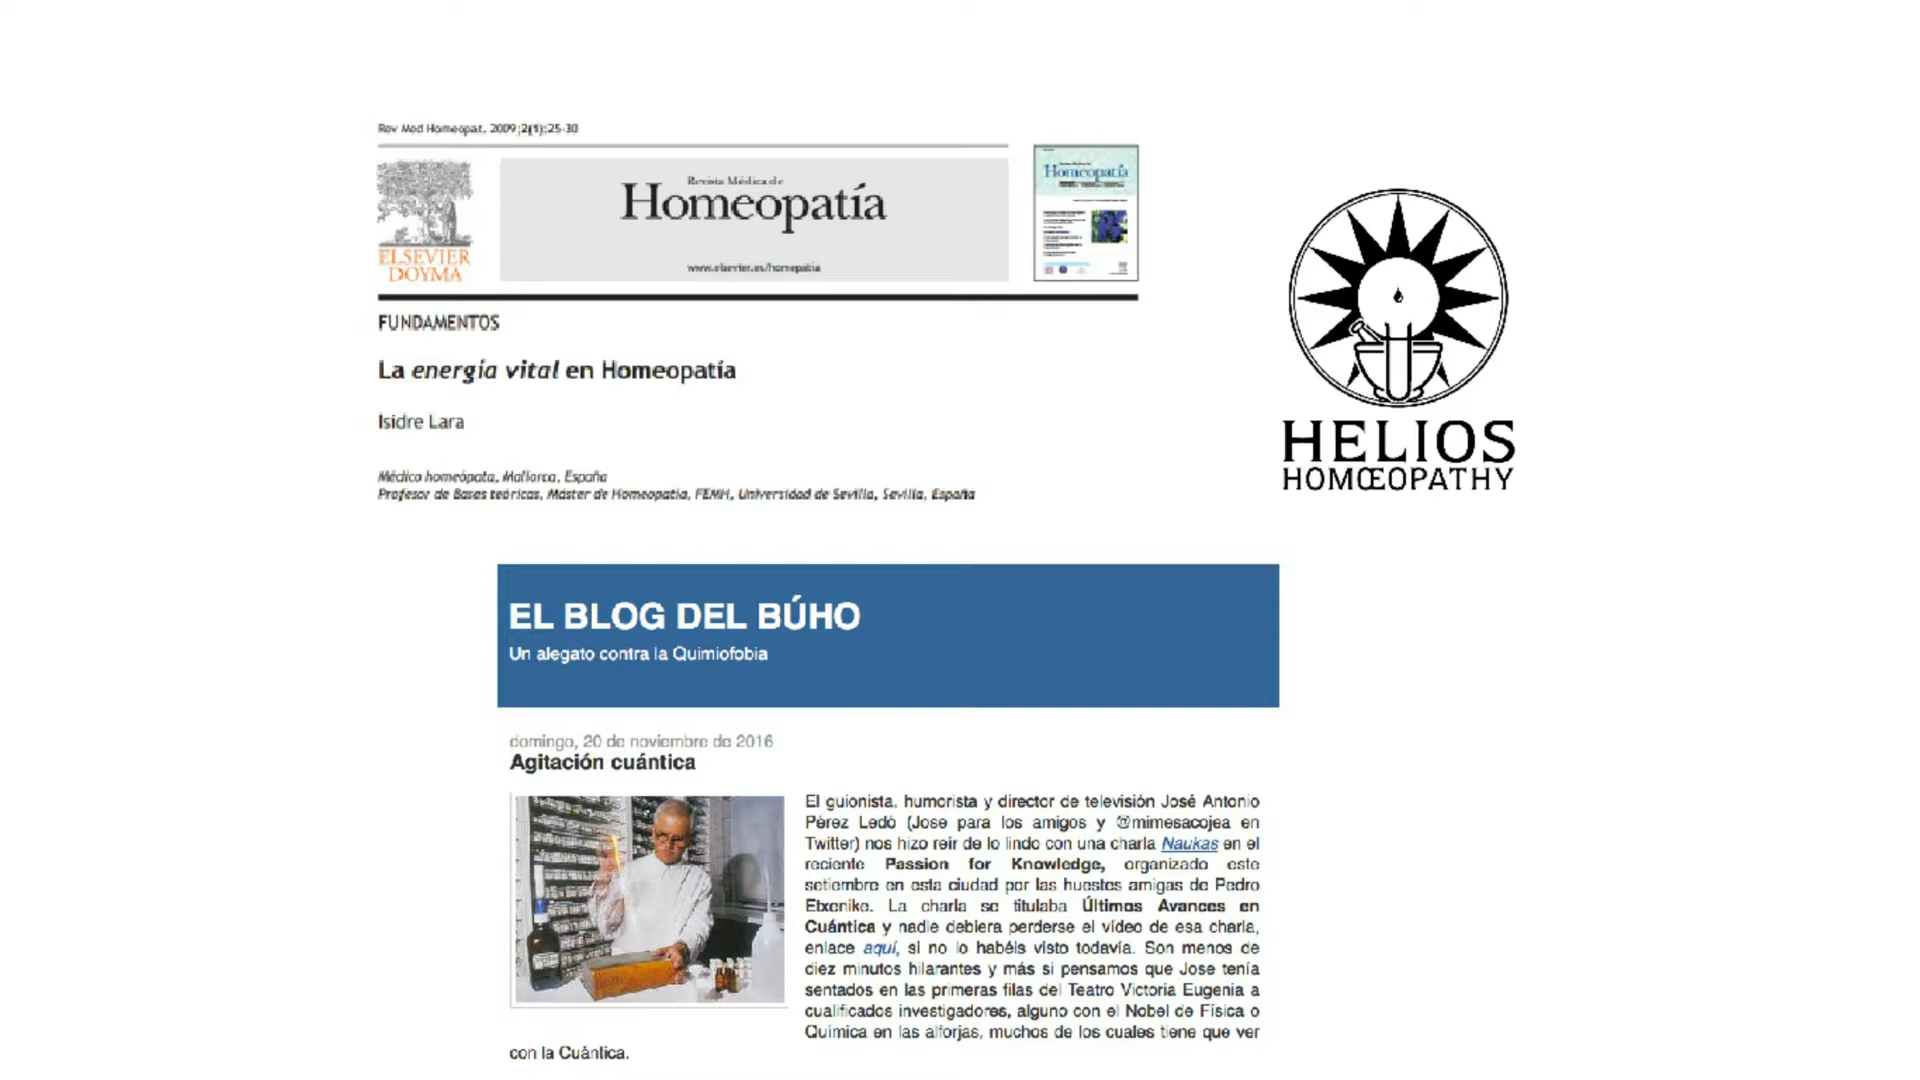 Rev Med Homeopat. 2009;2(1):25-30
ELSEVIER
DOYMA
Revista Médica de
Homeopatía
www.elsevier.es/homepatia
Homeopatía
FUNDAMENTOS
La energía vital en Homeopatía
Isidre Lara
Médico homeópata, Mallorca, España
Profesor de Bases teóricas, Máster de Homeopatía, FEMH, Universidad de Sevilla, Sevilla, España
HELIOS
HOMŒOPATHY
EL BLOG DEL BÚHO
Un alegato contra la Quimiofobia
domingo, 20 de noviembre de 2016
Agitación cuántica
El guionista, humorista y director de televisión José Antonio
Pérez Ledó (Jose para los amigos y @mimesacojea en
Twitter) nos hizo reir de lo lindo con una charla Naukas en el
reciente Passion for Knowledge, organizado este
setiembre en esta ciudad por las huestes amigas de Pedro
Etxenike. La charla se titulaba Últimos Avances en
Cuántica y nadie debiera perderse el vídeo de esa charla,
enlace aquí, si no lo habéis visto todavía. Son menos de
diez minutos hilarantes y más si pensamos que Jose tenía
sentados en las primeras filas del Teatro Victoria Eugenia a
cualificados investigadores, alguno con el Nobel de Física o
Química en las alforjas, muchos de los cuales tiene que ver
con la Cuántica.